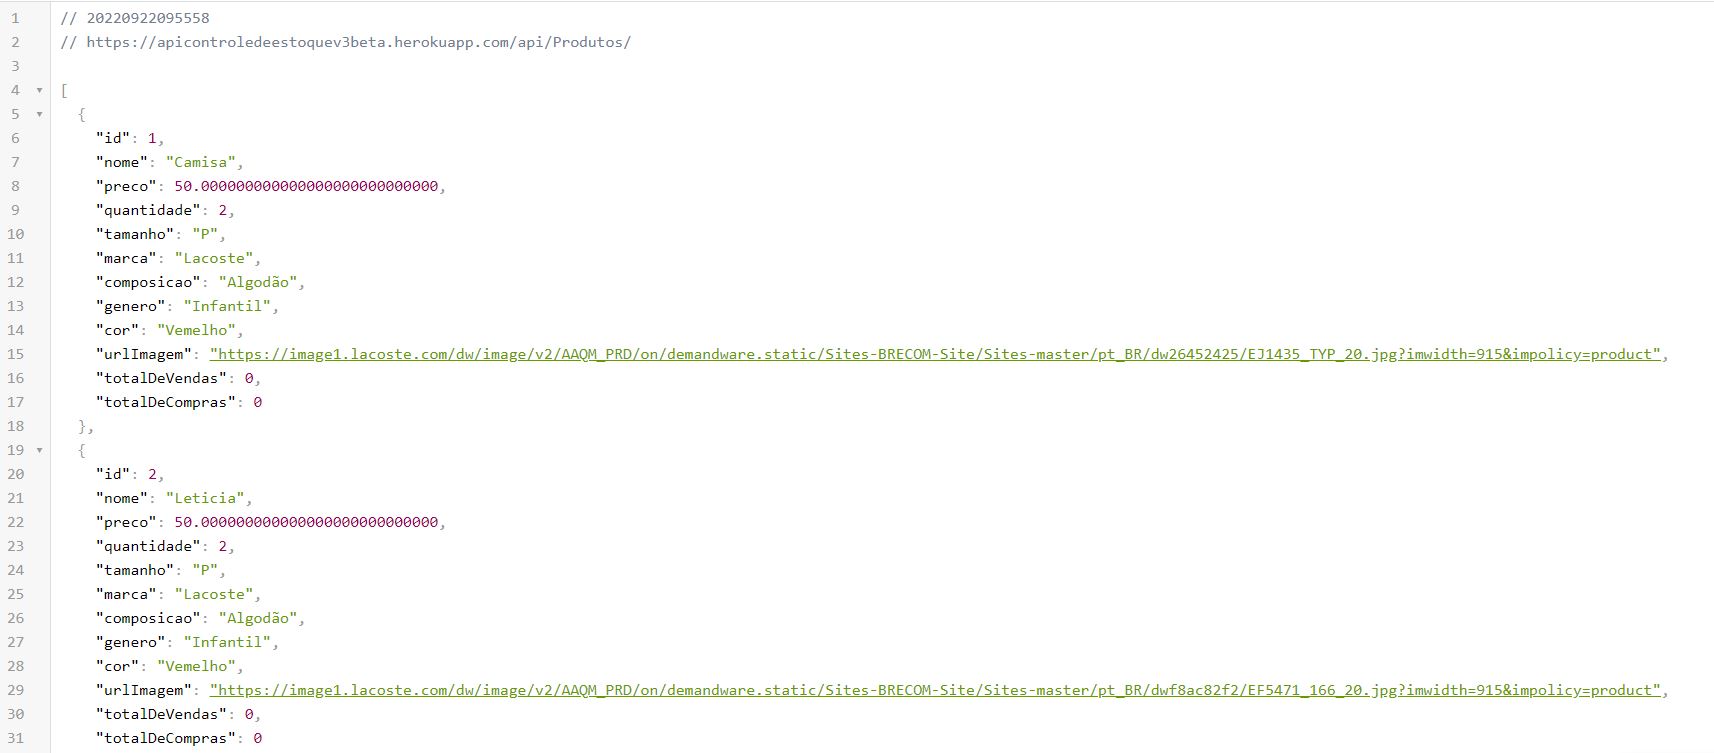 1 // 20220922095558
2 // https://apicontroledeestoquev3beta.herokuapp.com/api/Produtos/
3
4 [
5 {
6 "id": 1,
7 "nome": "Camisa",
8 "preco": 50.000000000000000000000000000,
9 "quantidade": 2,
10 "tamanho": "P",
11 "marca": "Lacoste",
12 "composicao": "Algodão",
13 "genero": "Infantil",
14 "cor": "Vemelho",
15 "urlImagem": "https://image1.lacoste.com/dw/image/v2/AAQM_PRD/on/demandware.static/Sites-BRECOM-Site/Sites-master/pt_BR/dw26452425/EJ1435_TYP_20.jpg?imwidth=915&impolicy=product",
16 "totalDeVendas": 0,
17 "totalDeCompras": 0
18 },
19 {
20 "id": 2,
21 "nome": "Leticia",
22 "preco": 50.000000000000000000000000000,
23 "quantidade": 2,
24 "tamanho": "P",
25 "marca": "Lacoste",
26 "composicao": "Algodão",
27 "genero": "Infantil",
28 "cor": "Vemelho",
29 "urlImagem": "https://image1.lacoste.com/dw/image/v2/AAQM_PRD/on/demandware.static/Sites-BRECOM-Site/Sites-master/pt_BR/dwf8ac82f2/EF5471_166_20.jpg?imwidth=915&impolicy=product",
30 "totalDeVendas": 0,
31 "totalDeCompras": 0